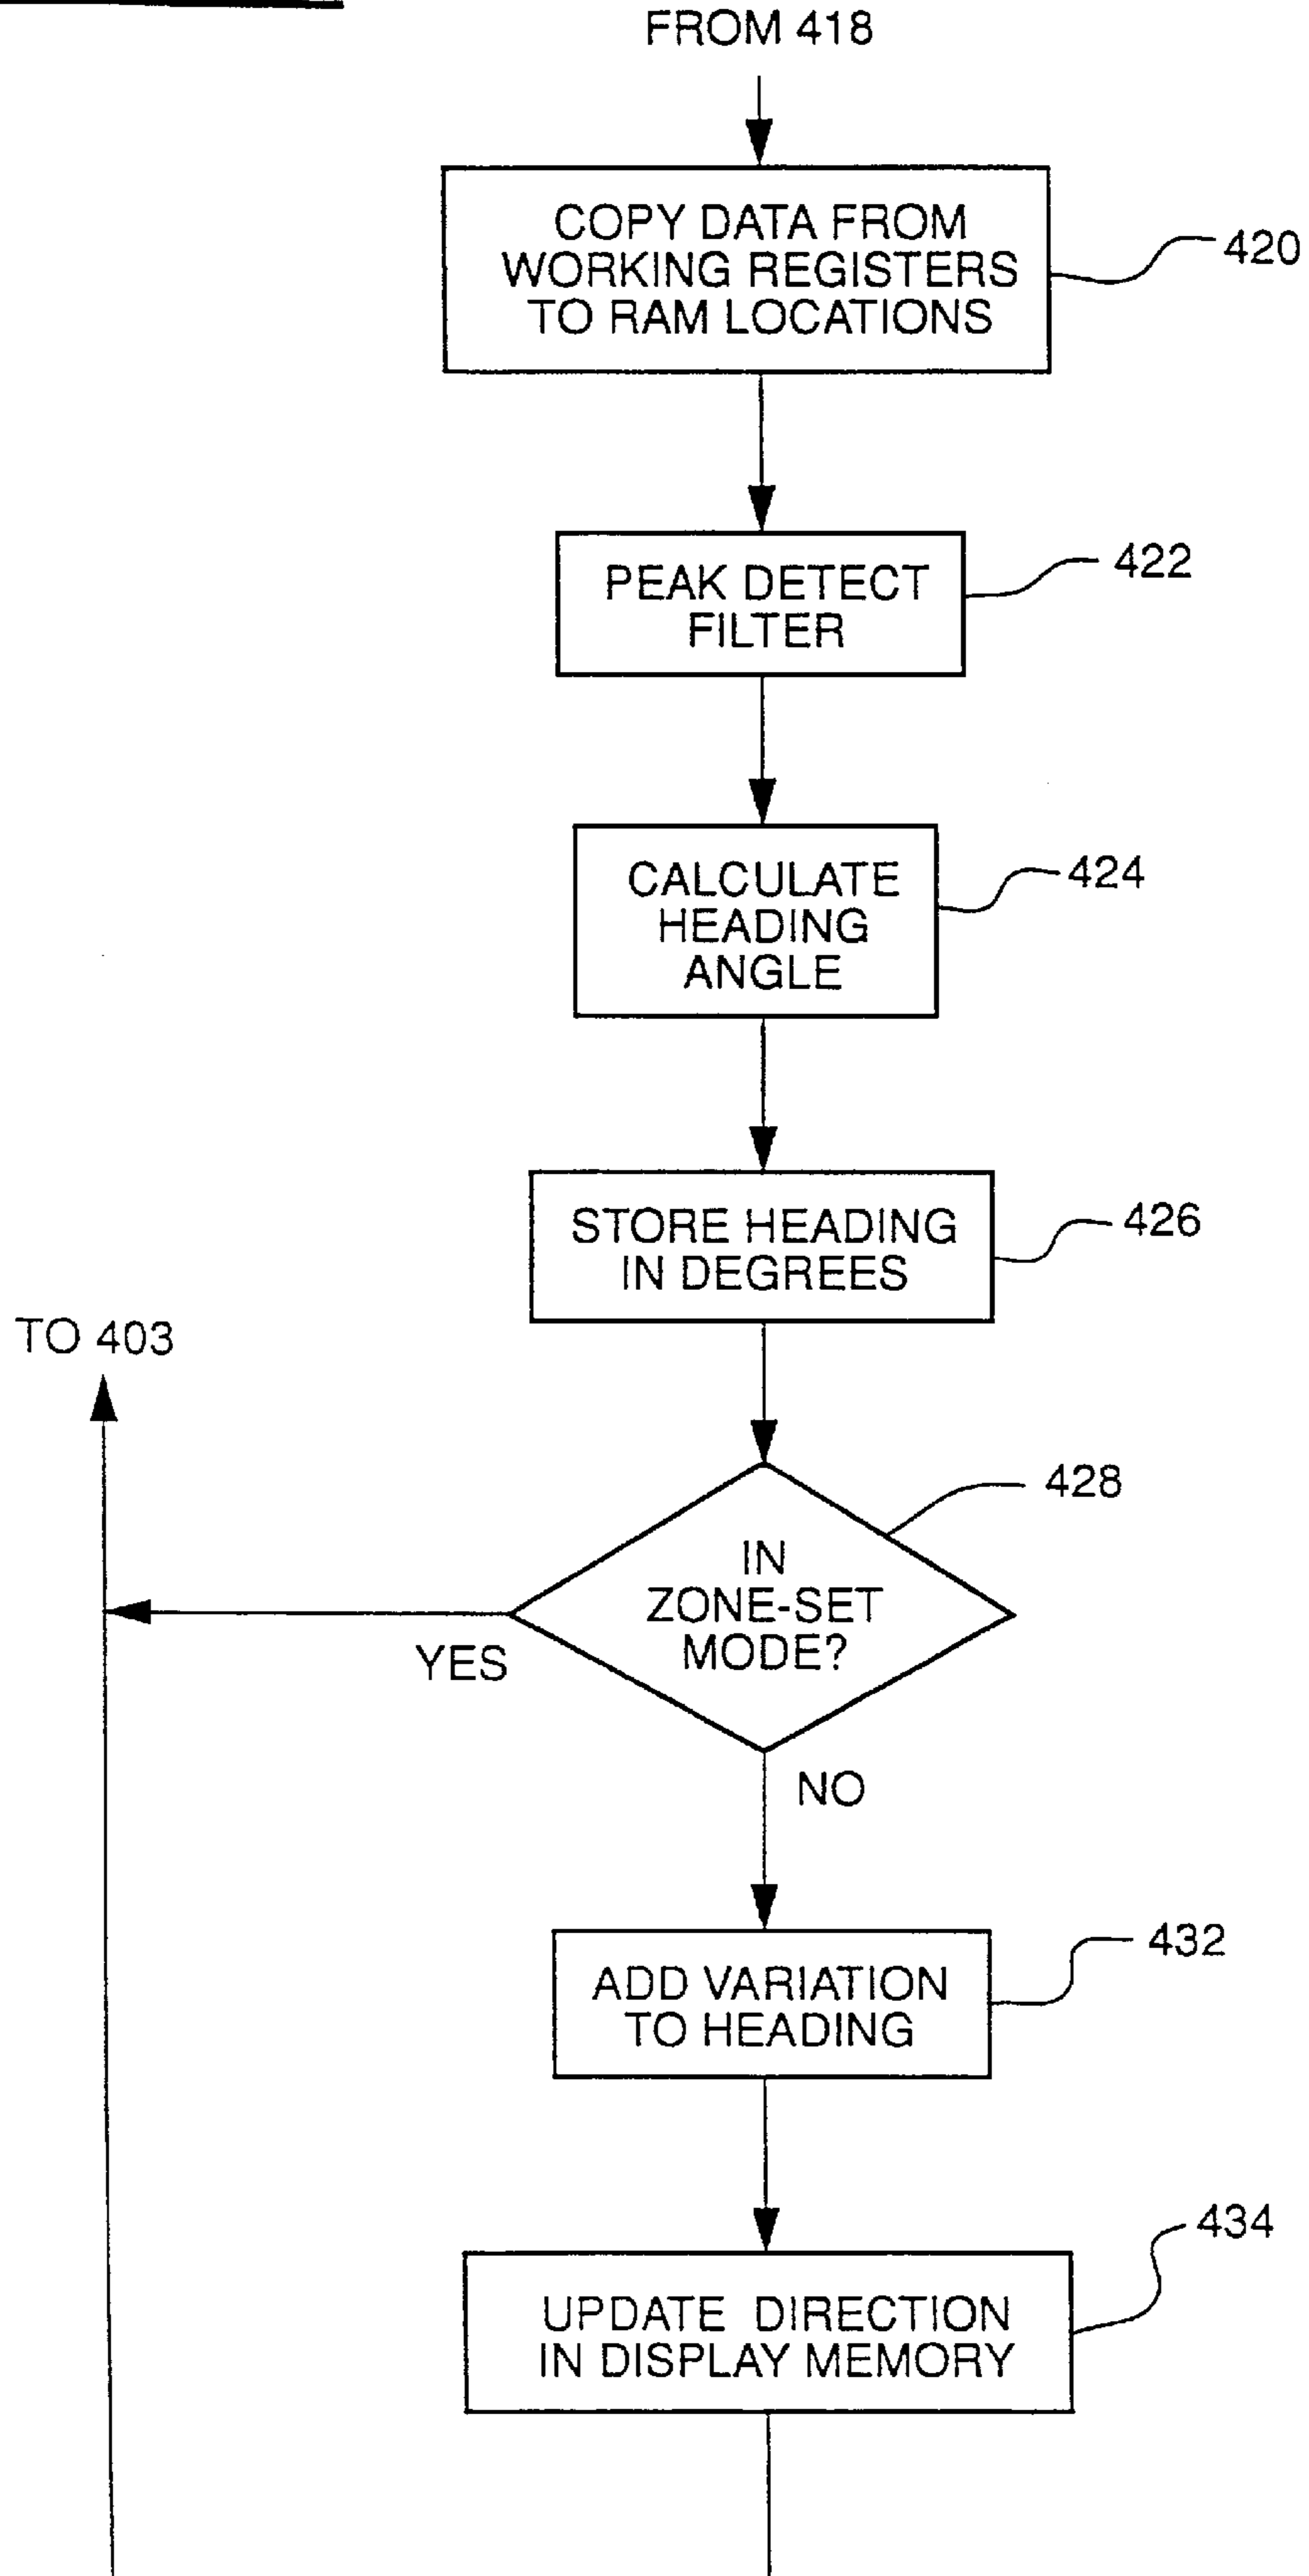 FROM 418
COPY DATA FROM
WORKING REGISTERS
TO RAM LOCATIONS
420
PEAK DETECT
FILTER
422
CALCULATE
HEADING
ANGLE
424
STORE HEADING
IN DEGREES
426
TO 403
428
IN
ZONE-SET
MODE?
YES
NO
ADD VARIATION
TO HEADING
432
434
UPDATE DIRECTION
IN DISPLAY MEMORY